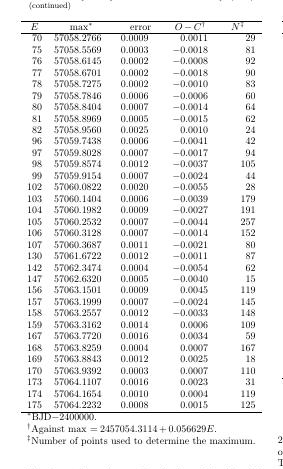 (continued)
E max* error O − C† N‡
70 57058.2766 0.0009 0.0011 29
75 57058.5569 0.0003 −0.0018 81
76 57058.6145 0.0002 −0.0008 92
77 57058.6701 0.0002 −0.0018 90
78 57058.7275 0.0002 −0.0010 83
79 57058.7846 0.0006 −0.0006 60
80 57058.8404 0.0007 −0.0014 64
81 57058.8969 0.0005 −0.0015 62
82 57058.9560 0.0025 0.0010 24
96 57059.7438 0.0006 −0.0041 42
97 57059.8028 0.0007 −0.0017 94
98 57059.8574 0.0012 −0.0037 105
99 57059.9154 0.0007 −0.0024 44
102 57060.0822 0.0020 −0.0055 28
103 57060.1404 0.0006 −0.0039 179
104 57060.1982 0.0009 −0.0027 191
105 57060.2532 0.0007 −0.0044 257
106 57060.3128 0.0007 −0.0014 152
107 57060.3687 0.0011 −0.0021 80
130 57061.6722 0.0012 −0.0011 87
142 57062.3474 0.0004 −0.0054 62
147 57062.6320 0.0005 −0.0040 15
156 57063.1501 0.0009 0.0045 119
157 57063.1999 0.0007 −0.0024 145
158 57063.2557 0.0012 −0.0033 148
159 57063.3162 0.0014 0.0006 109
167 57063.7720 0.0016 0.0034 59
168 57063.8259 0.0004 0.0007 167
169 57063.8843 0.0012 0.0025 18
170 57063.9392 0.0003 0.0007 110
173 57064.1107 0.0016 0.0023 31
174 57064.1654 0.0010 0.0004 119
175 57064.2232 0.0008 0.0015 125
*BJD−2400000.
†Against max = 2457054.3114 + 0.056629E.
‡Number of points used to determine the maximum.